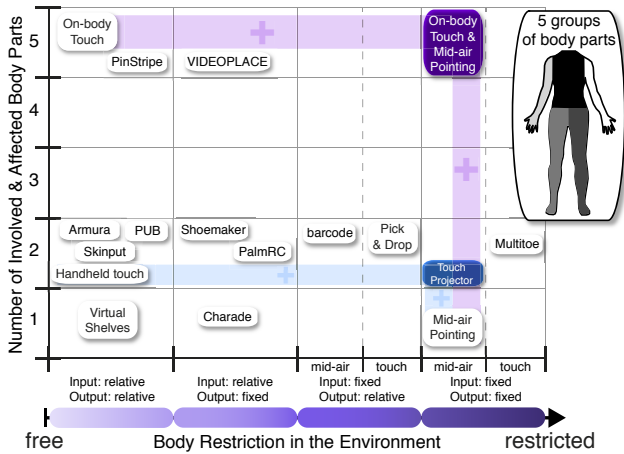 Number of Involved & Affected Body Parts
5
4
3
2
1
On-body
Touch
PinStripe
VIDEOPLACE
On-body
Touch &
Mid-air
Pointing
5 groups
of body parts
Armura
PUB
Skinput
Handheld touch
Shoemaker
PalmRC
barcode
Pick
& Drop
Touch
Projector
Multitoe
Virtual
Shelves
Charade
Mid-air
Pointing
mid-air
touch
mid-air
touch
Input: relative
Output: relative
Input: relative
Output: fixed
Input: fixed
Output: relative
Input: fixed
Output: fixed
free
Body Restriction in the Environment
restricted